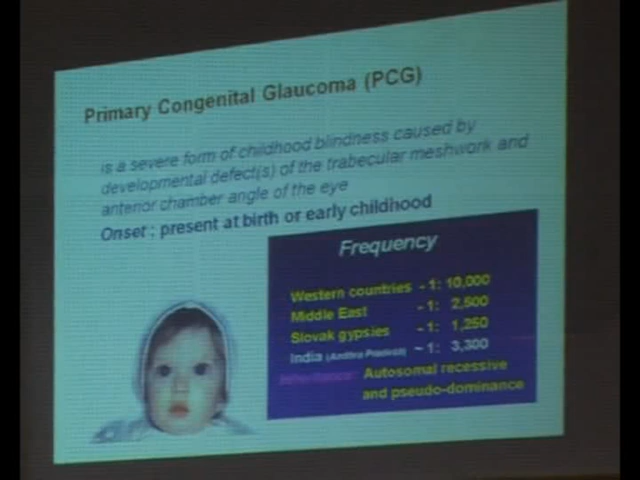 Primary Congenital Glaucoma (PCG)
is a severe form of childhood blindness caused by
developmental defect(s) of the trabecular meshwork and
anterior chamber angle of the eye
Onset : present at birth or early childhood
Frequency
Western countries - 1: 10,000
Middle East - 1: 2,500
Slovak gypsies - 1: 1,250
India (Andhra Pradesh) ~ 1: 3,300
Autosomal recessive
and pseudo-dominance